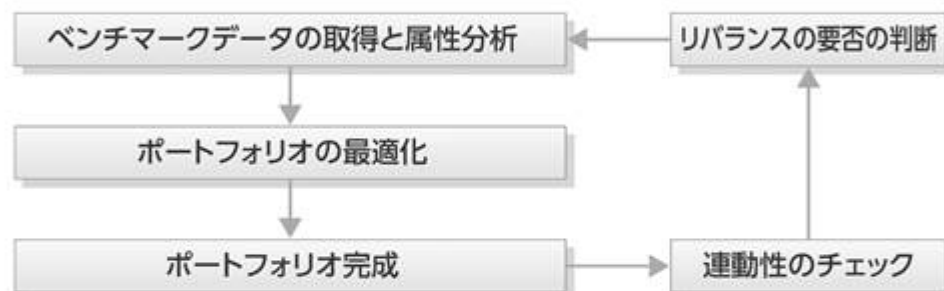 ベンチマークデータの取得と属性分析
リバランスの要否の判断
ポートフォリオの最適化
ポートフォリオ完成
連動性のチェック